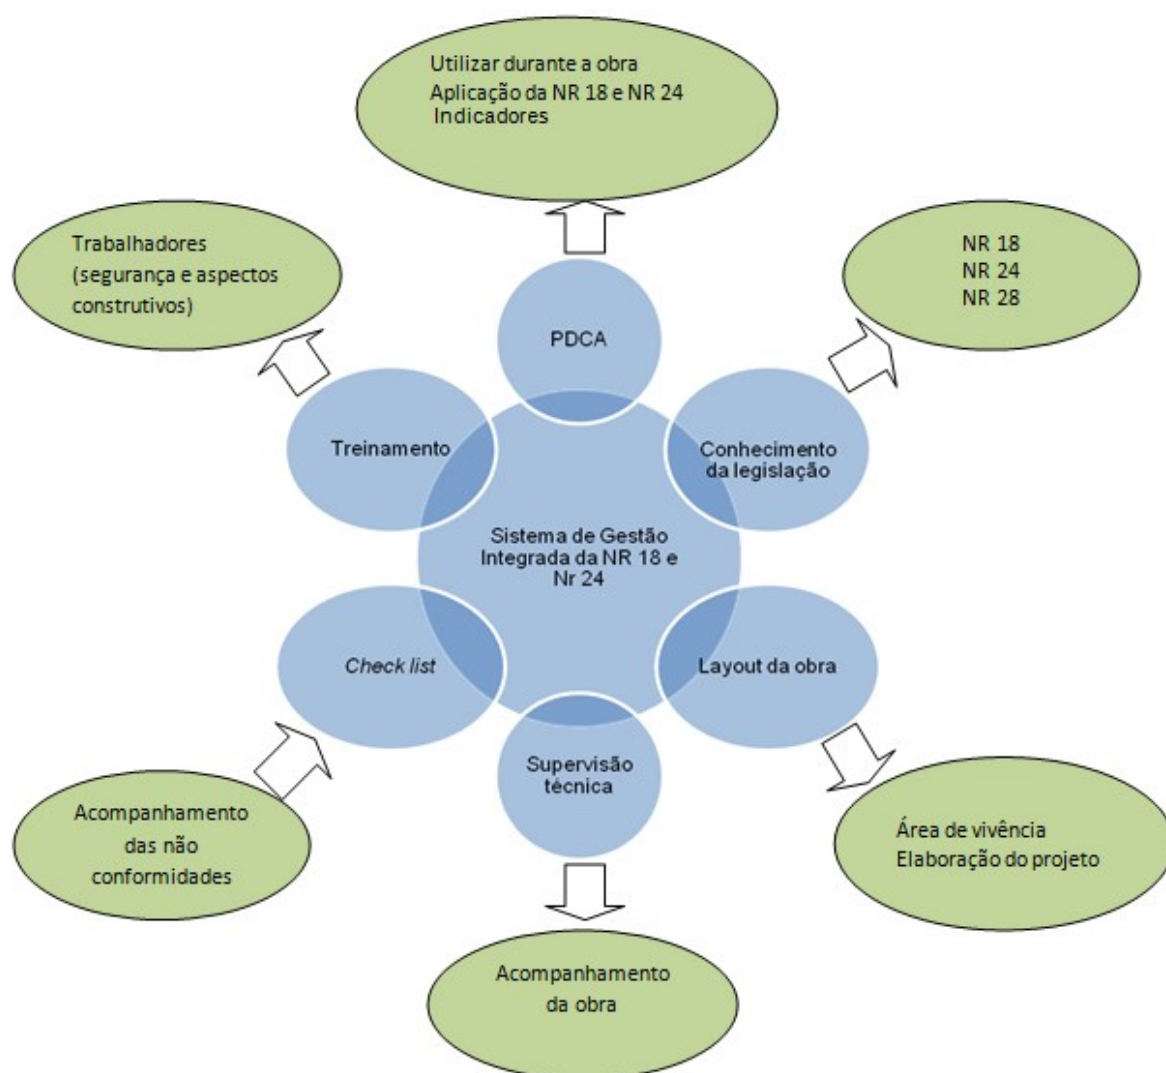 Utilizar durante a obra
Aplicação da NR 18 e NR 24
Indicadores
Trabalhadores
(segurança e aspectos
construtivos)
NR 18
NR 24
NR 28
PDCA
Treinamento
Conhecimento
da legislação
Sistema de Gestão
Integrada da NR 18 e
Nr 24
Check list
Layout da obra
Supervisão
técnica
Acompanhamento
das não
conformidades
Área de vivência
Elaboração do projeto
Acompanhamento
da obra